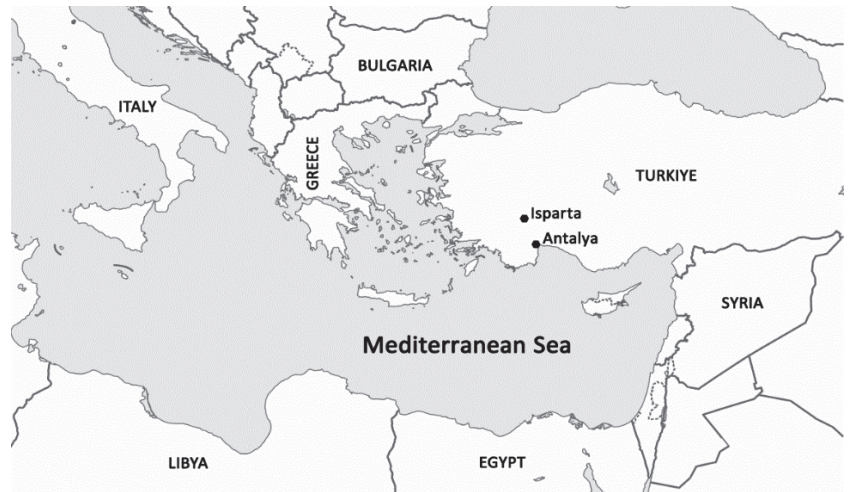 BULGARIA
ITALY
GREECE
TURKIYE
Isparta
Antalya
SYRIA
Mediterranean Sea
LIBYA
EGYPT